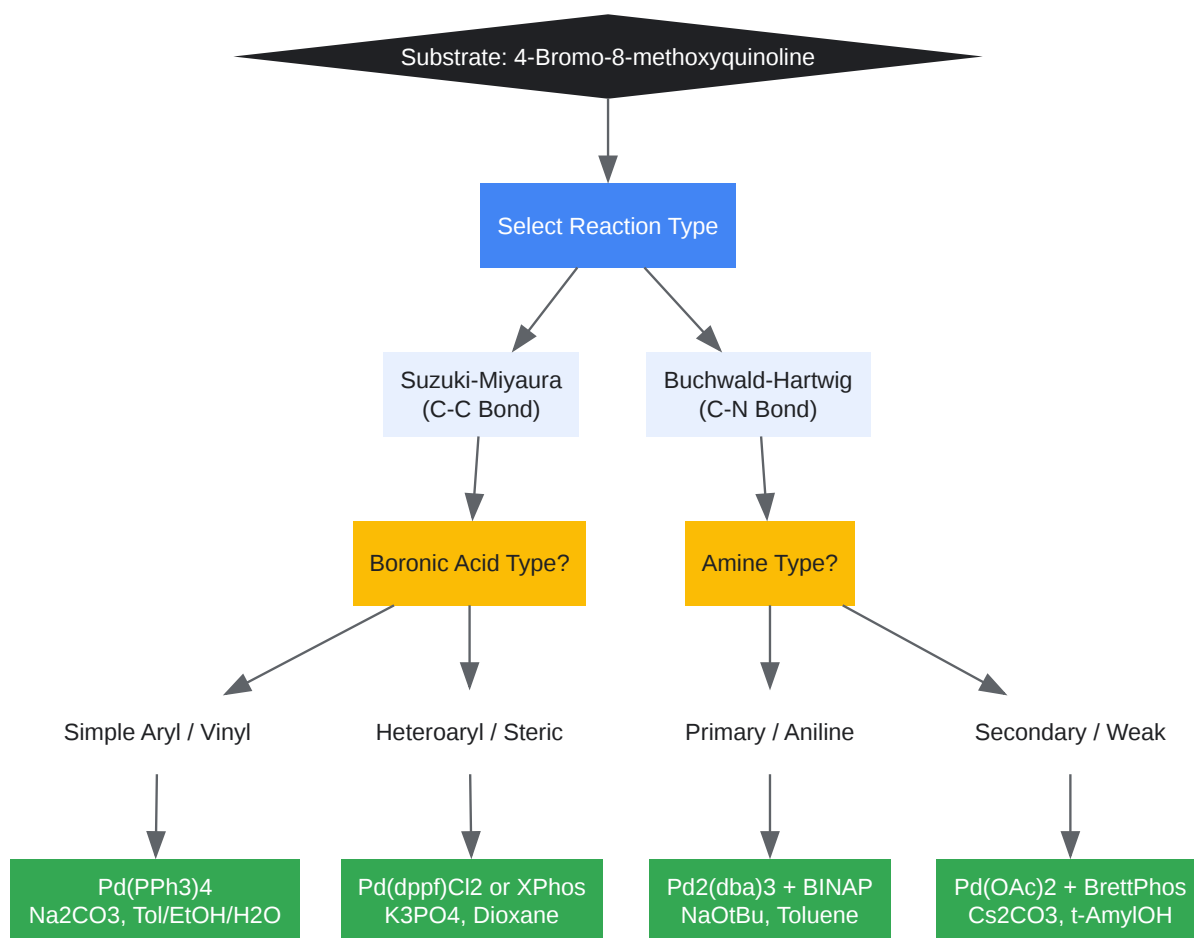 Substrate: 4-Bromo-8-methoxyquinoline
Select Reaction Type
Suzuki-Miyaura
(C-C Bond)
Buchwald-Hartwig
(C-N Bond)
Boronic Acid Type?
Amine Type?
Simple Aryl / Vinyl
Heteroaryl / Steric
Primary / Aniline
Secondary / Weak
Pd(PPh3)4
Na2CO3, Tol/EtOH/H2O
Pd(dppf)Cl2 or XPhos
K3PO4, Dioxane
Pd2(dba)3 + BINAP
NaOtBu, Toluene
Pd(OAc)2 + BrettPhos
Cs2CO3, t-AmylOH